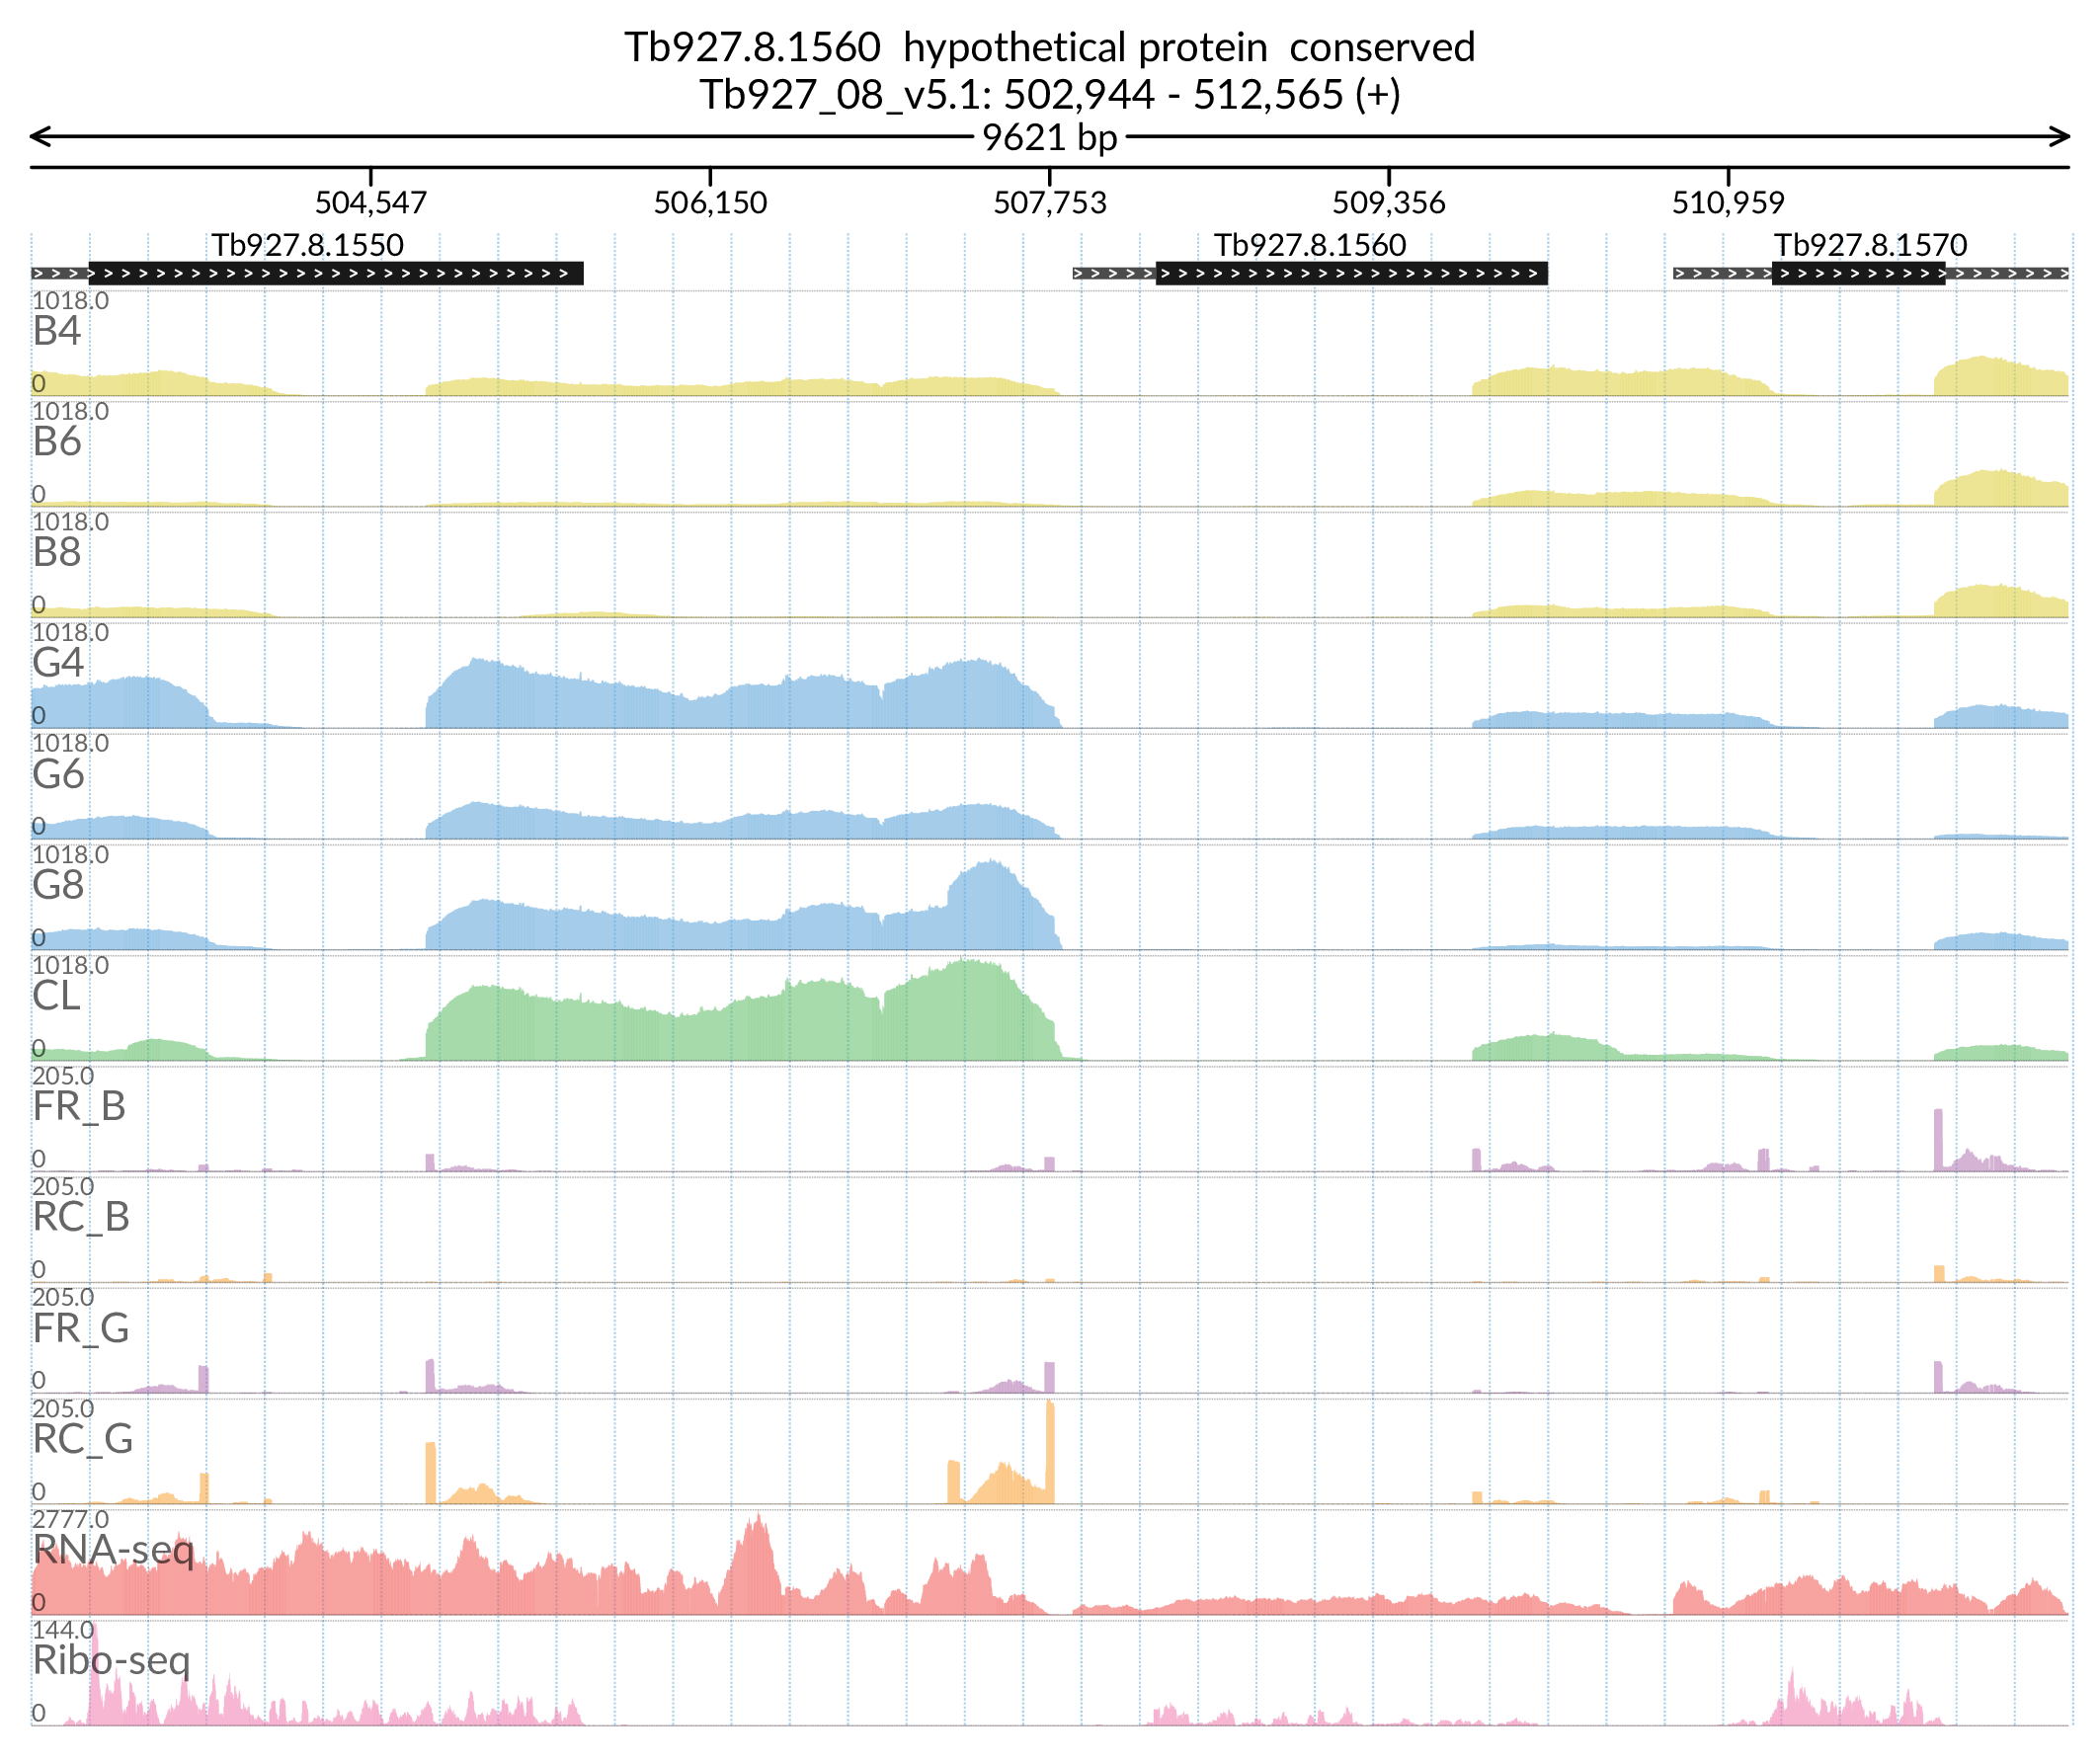 Tb927.8.1560 hypothetical protein conserved
Tb927_08_v5.1: 502,944 - 512,565 (+)
9621 bp
504,547 506,150 507,753 509,356 510,959
Tb927.8.1550 Tb927.8.1560 Tb927.8.1570
1018.0
B4
0
1018.0
B6
0
1018.0
B8
0
1018.0
G4
0
1018.0
G6
0
1018.0
G8
0
1018.0
CL
0
205.0
FR_B
0
205.0
RC_B
0
205.0
FR_G
0
205.0
RC_G
0
2777.0
RNA-seq
0
144.0
Ribo-seq
0